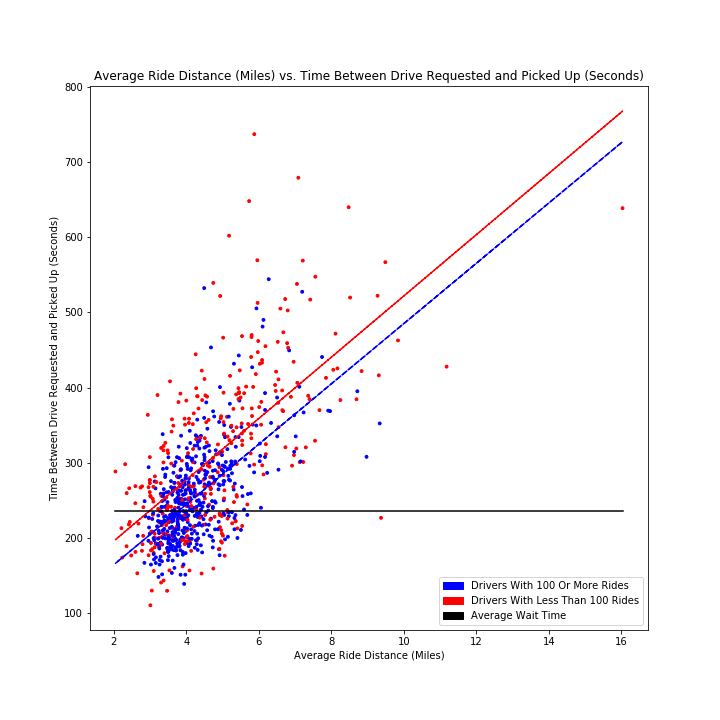 Average Ride Distance (Miles) vs. Time Between Drive Requested and Picked Up (Seconds)
Time Between Drive Requested and Picked Up (Seconds)
800
700
600
500
400
300
200
100
2 4 6 8 10 12 14 16
Average Ride Distance (Miles)
Drivers With 100 Or More Rides
Drivers With Less Than 100 Rides
Average Wait Time